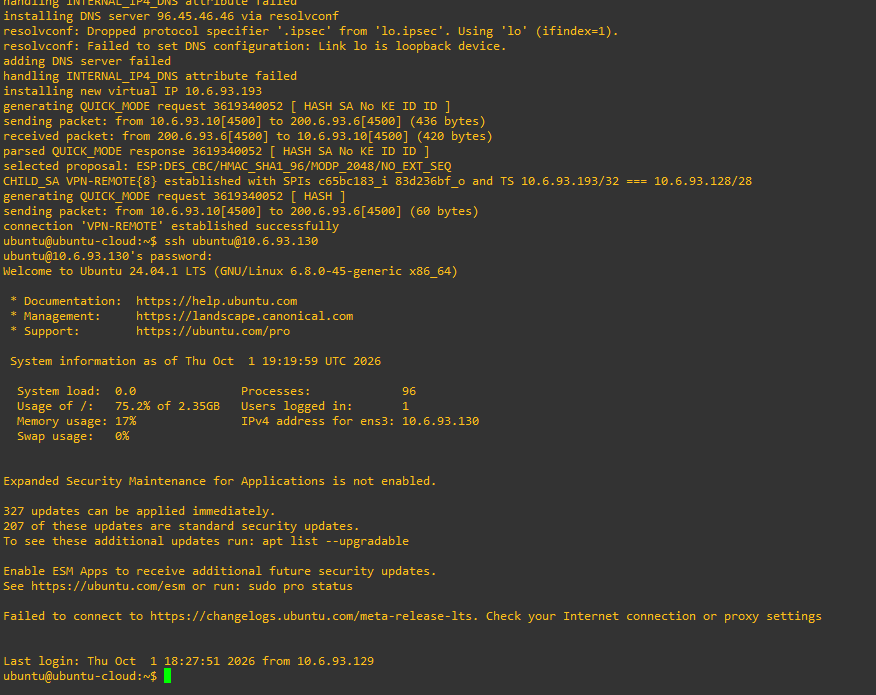 handling INTERNAL_IP4_DNS attribute failed
installing DNS server 96.45.46.46 via resolvconf
resolvconf: Dropped protocol specifier '.ipsec' from 'lo.ipsec'. Using 'lo' (ifindex=1).
resolvconf: Failed to set DNS configuration: Link lo is loopback device.
adding DNS server failed
handling INTERNAL_IP4_DNS attribute failed
installing new virtual IP 10.6.93.193
generating QUICK_MODE request 3619340052 [ HASH SA No KE ID ID ]
sending packet: from 10.6.93.10[4500] to 200.6.93.6[4500] (436 bytes)
received packet: from 200.6.93.6[4500] to 10.6.93.10[4500] (420 bytes)
parsed QUICK_MODE response 3619340052 [ HASH SA No KE ID ID ]
selected proposal: ESP:DES_CBC/HMAC_SHA1_96/MODP_2048/NO_EXT_SEQ
CHILD_SA VPN-REMOTE{8} established with SPIs c65bc183_i 83d236bf_o and TS 10.6.93.193/32 === 10.6.93.128/28
generating QUICK_MODE request 3619340052 [ HASH ]
sending packet: from 10.6.93.10[4500] to 200.6.93.6[4500] (60 bytes)
connection 'VPN-REMOTE' established successfully
ubuntu@ubuntu-cloud:~$ ssh ubuntu@10.6.93.130
ubuntu@10.6.93.130's password:
Welcome to Ubuntu 24.04.1 LTS (GNU/Linux 6.8.0-45-generic x86_64)
* Documentation:  https://help.ubuntu.com
* Management:     https://landscape.canonical.com
* Support:        https://ubuntu.com/pro
System information as of Thu Oct  1 19:19:59 UTC 2026
System load:  0.0               Processes:             96
Usage of /:   75.2% of 2.35GB   Users logged in:       1
Memory usage: 17%               IPv4 address for ens3: 10.6.93.130
Swap usage:   0%
Expanded Security Maintenance for Applications is not enabled.
327 updates can be applied immediately.
207 of these updates are standard security updates.
To see these additional updates run: apt list --upgradable
Enable ESM Apps to receive additional future security updates.
See https://ubuntu.com/esm or run: sudo pro status
Failed to connect to https://changelogs.ubuntu.com/meta-release-lts. Check your Internet connection or proxy settings
Last login: Thu Oct  1 18:27:51 2026 from 10.6.93.129
ubuntu@ubuntu-cloud:~$